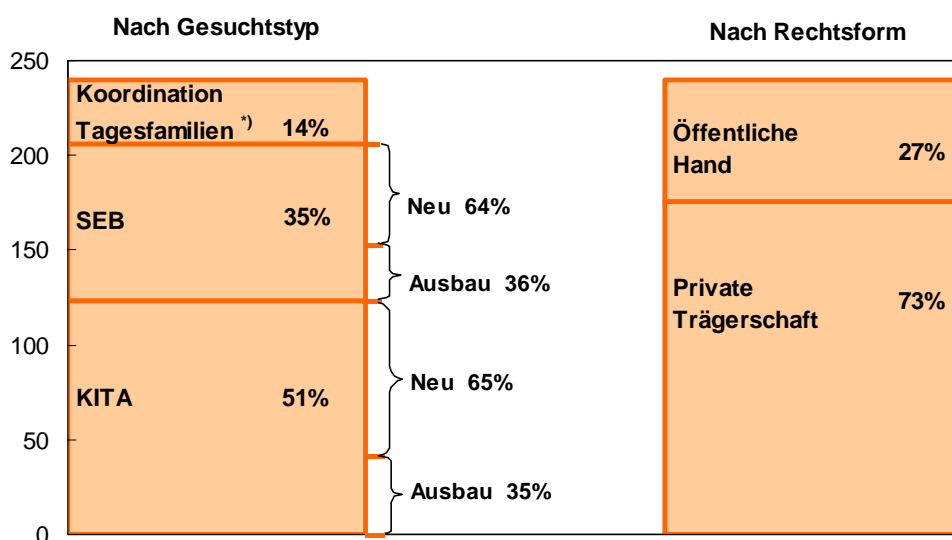 Nach Gesuchtstyp
Nach Rechtsform
250
200
150
100
50
0
Koordination
Tagesfamilien *) 14%
SEB 35%
KITA 51%
Neu 64%
Ausbau 36%
Neu 65%
Ausbau 35%
Öffentliche
Hand 27%
Private
Trägerschaft 73%